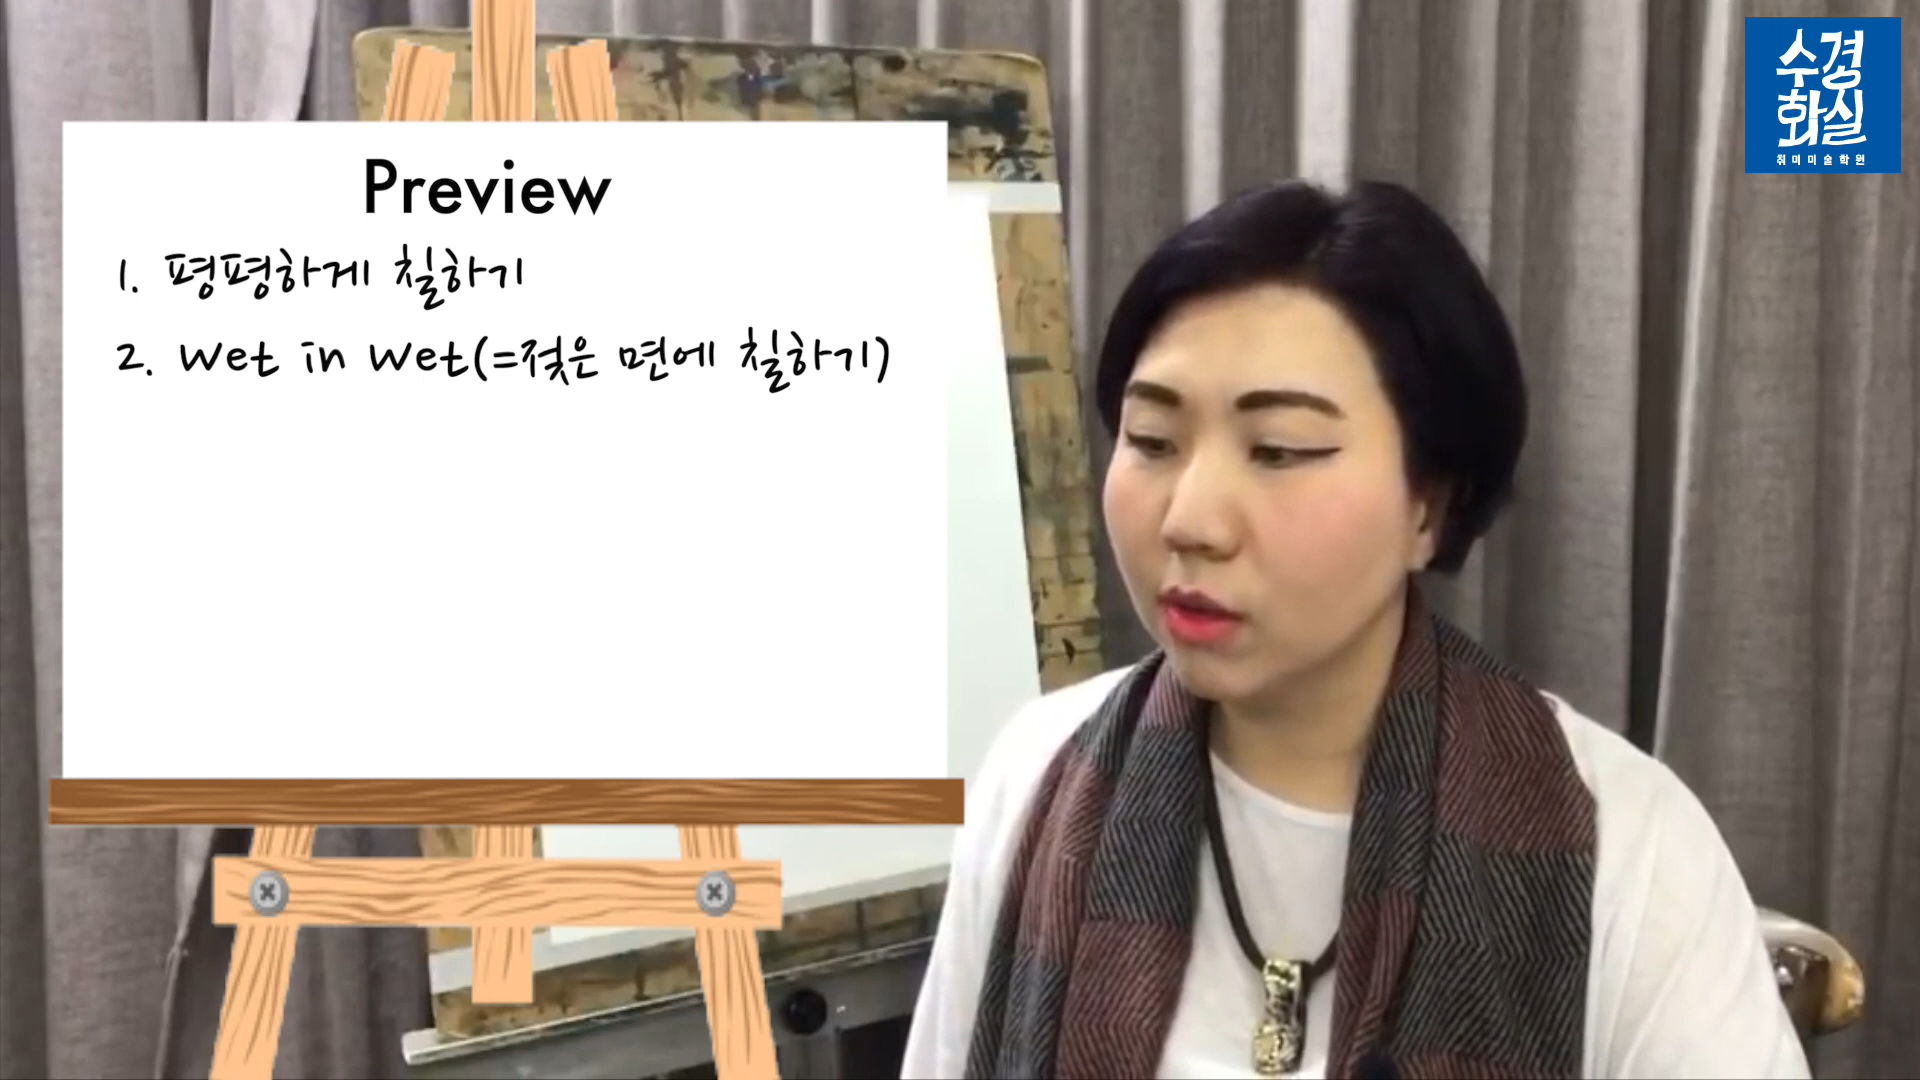 Preview
1. 평평하게 칠하기
2. Wet in Wet(=젖은 면에 칠하기)
수경
화실
취미미술학원